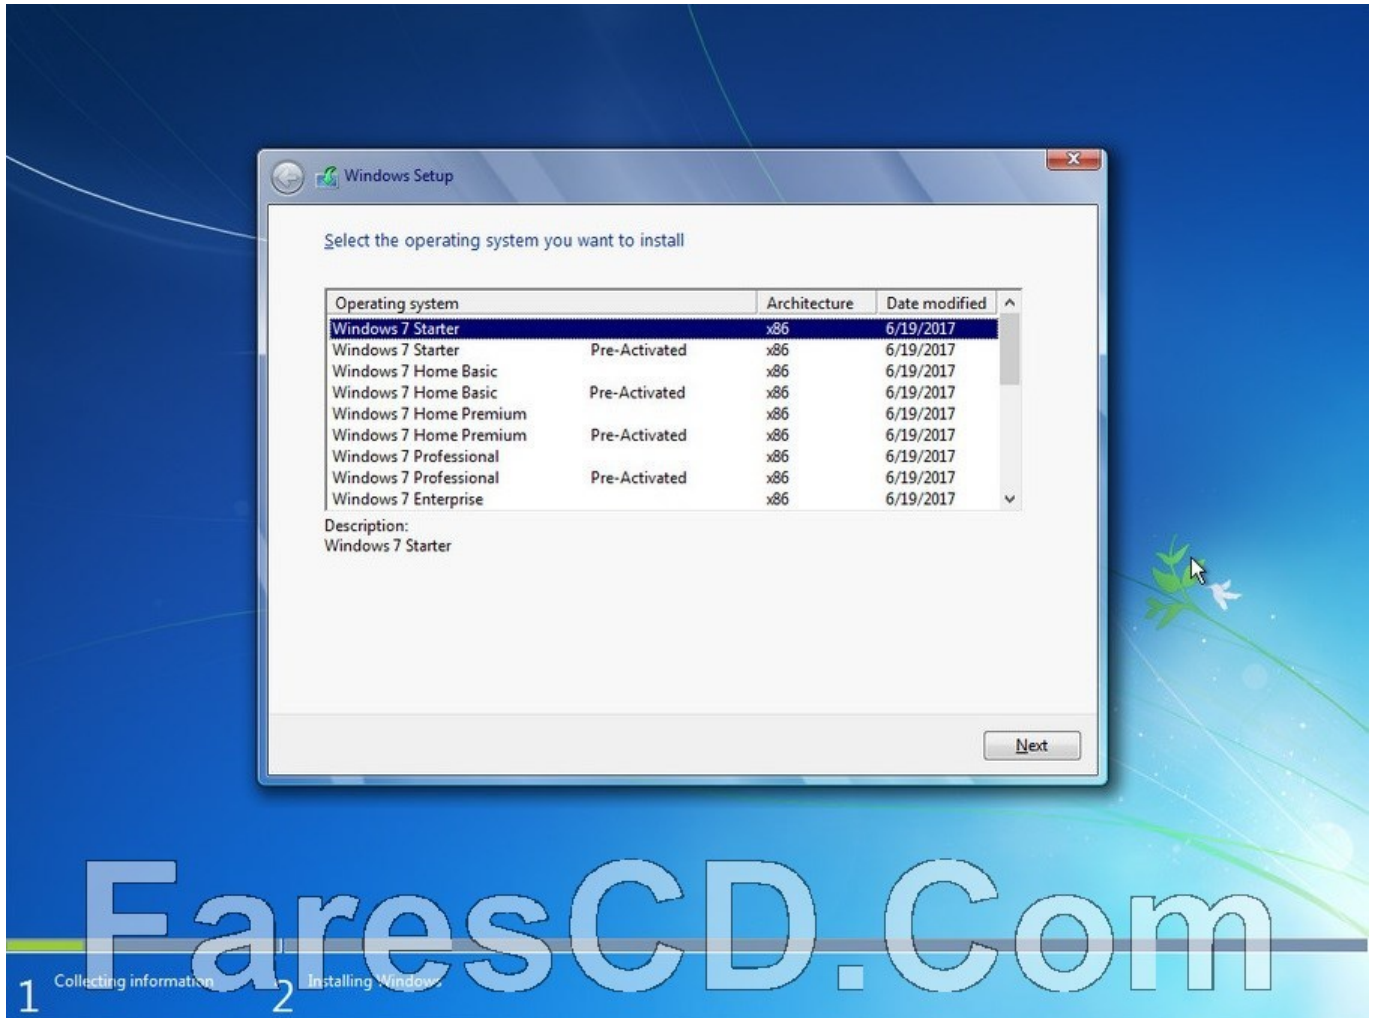 Windows Setup
X
Select the operating system you want to install
Operating system Architecture Date modified
Windows 7 Starter x86 6/19/2017
Windows 7 Starter Pre-Activated x86 6/19/2017
Windows 7 Home Basic x86 6/19/2017
Windows 7 Home Basic Pre-Activated x86 6/19/2017
Windows 7 Home Premium x86 6/19/2017
Windows 7 Home Premium Pre-Activated x86 6/19/2017
Windows 7 Professional x86 6/19/2017
Windows 7 Professional Pre-Activated x86 6/19/2017
Windows 7 Enterprise x86 6/19/2017
Description:
Windows 7 Starter
Next
FaresCD.Com
1 Collecting information 2 Installing Windows